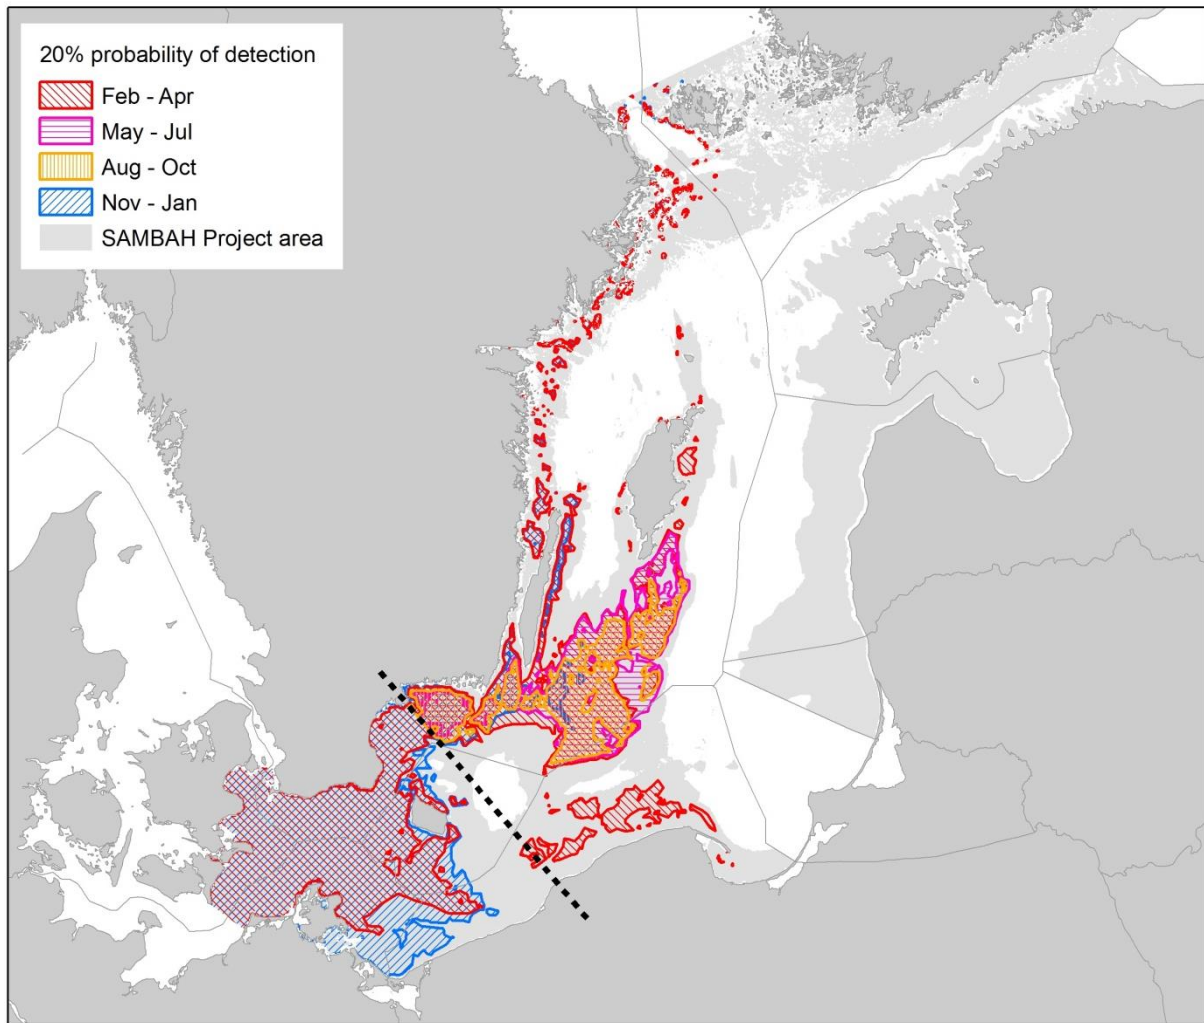 20% probability of detection
Feb - Apr
May - Jul
Aug - Oct
Nov - Jan
SAMBAH Project area